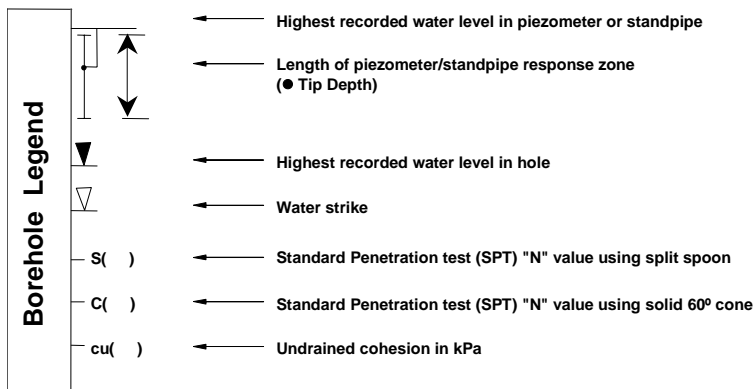 Borehole Legend
Highest recorded water level in piezometer or standpipe
Length of piezometer/standpipe response zone
(● Tip Depth)
Highest recorded water level in hole
Water strike
S( ) Standard Penetration test (SPT) "N" value using split spoon
C( ) Standard Penetration test (SPT) "N" value using solid 60º cone
cu( ) Undrained cohesion in kPa